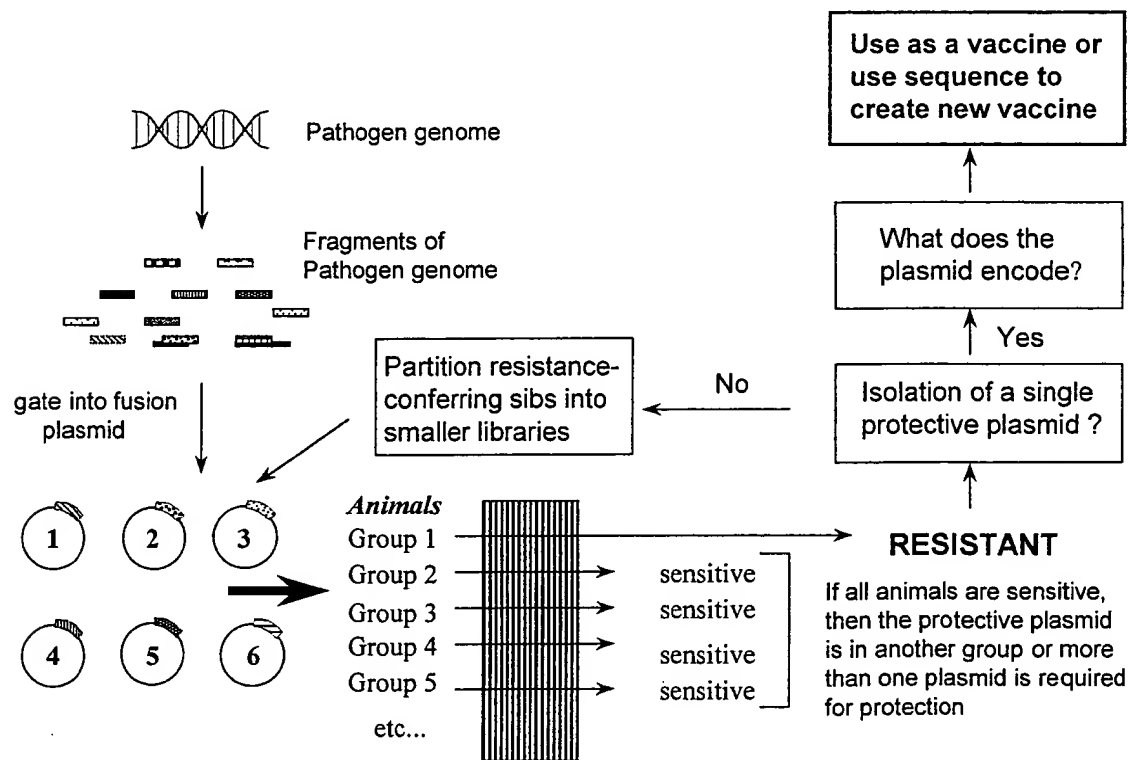 Pathogen genome
Fragments of
Pathogen genome
gate into fusion
plasmid
1
2
3
4
5
6
Partition resistance-
conferring sibs into
smaller libraries
Animals
Group 1
Group 2
Group 3
Group 4
Group 5
etc...
sensitive
sensitive
sensitive
sensitive
RESISTANT
If all animals are sensitive,
then the protective plasmid
is in another group or more
than one plasmid is required
for protection
No
Isolation of a single
protective plasmid ?
Yes
What does the
plasmid encode?
Use as a vaccine or
use sequence to
create new vaccine